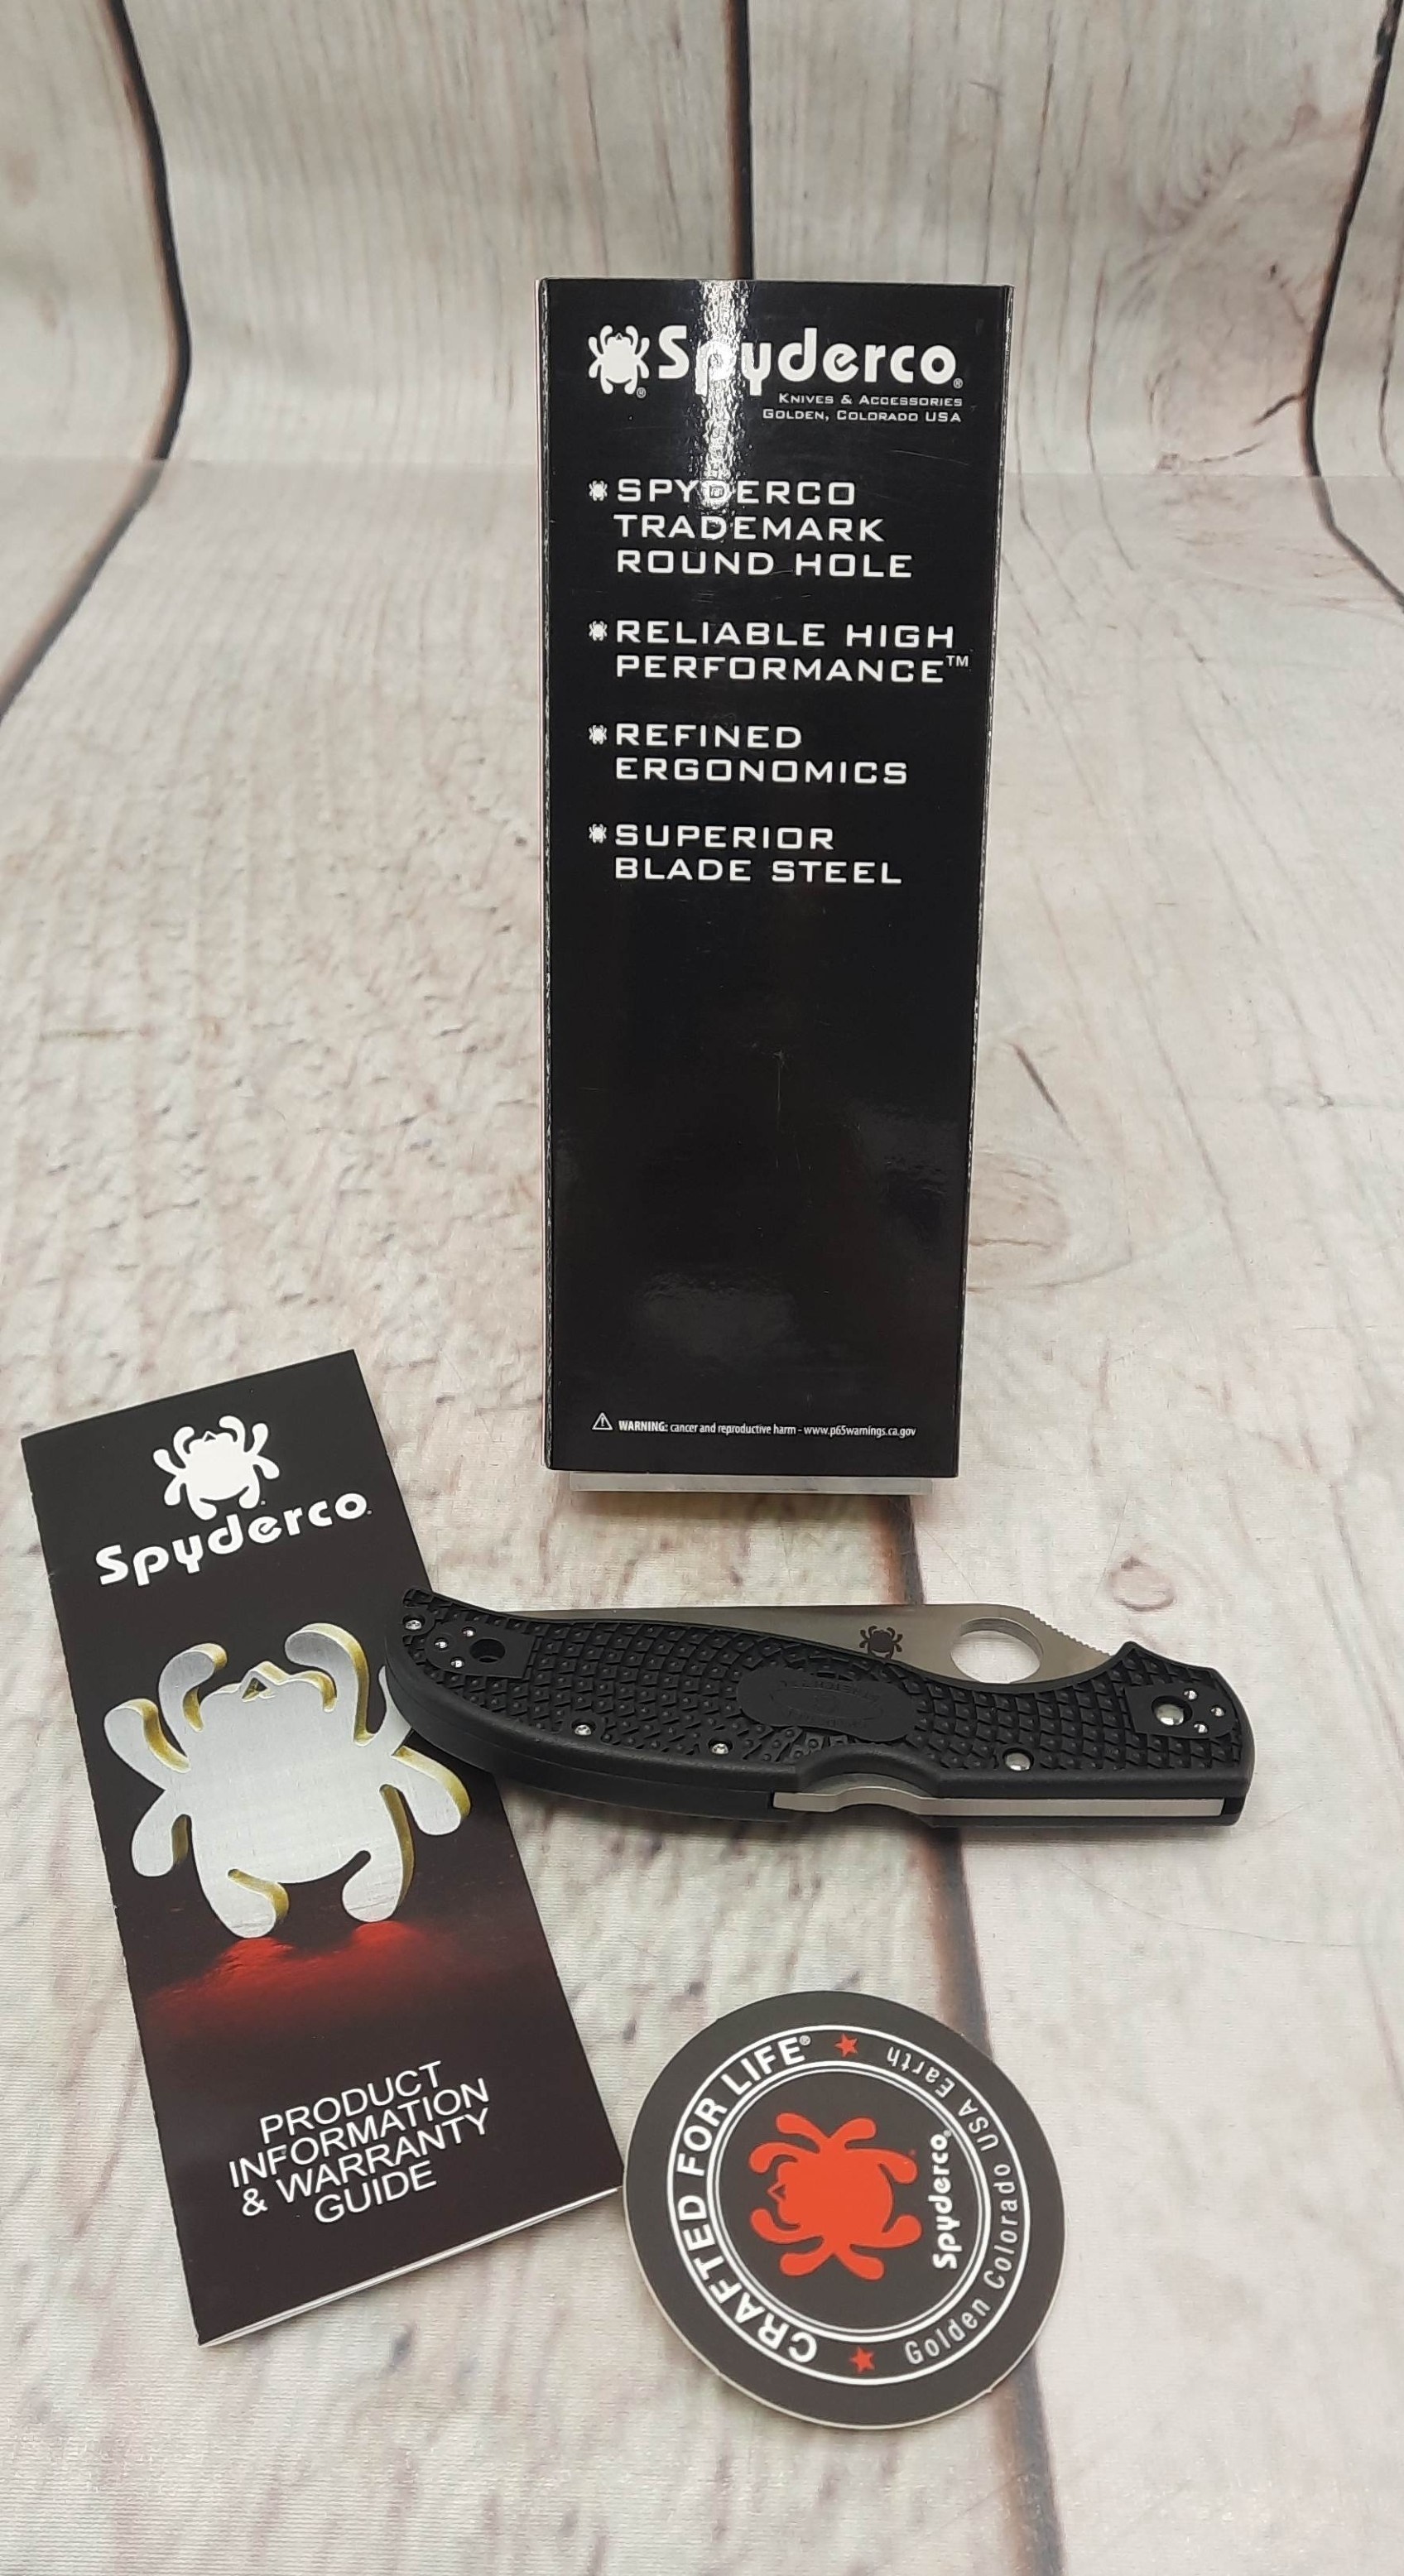 Spyderco®
KNIVES & ACCESSORIES
GOLDEN, COLORADO USA
SPYDERCO
TRADEMARK
ROUND HOLE
RELIABLE HIGH
PERFORMANCE™
REFINED
ERGONOMICS
SUPERIOR
BLADE STEEL
WARNING: cancer and reproductive harm - www.p65warnings.ca.gov
Spyderco
PRODUCT
INFORMATION
& WARRANTY
GUIDE
CRAFTED FOR LIFE®
Spyderco
Golden Colorado USA Earth